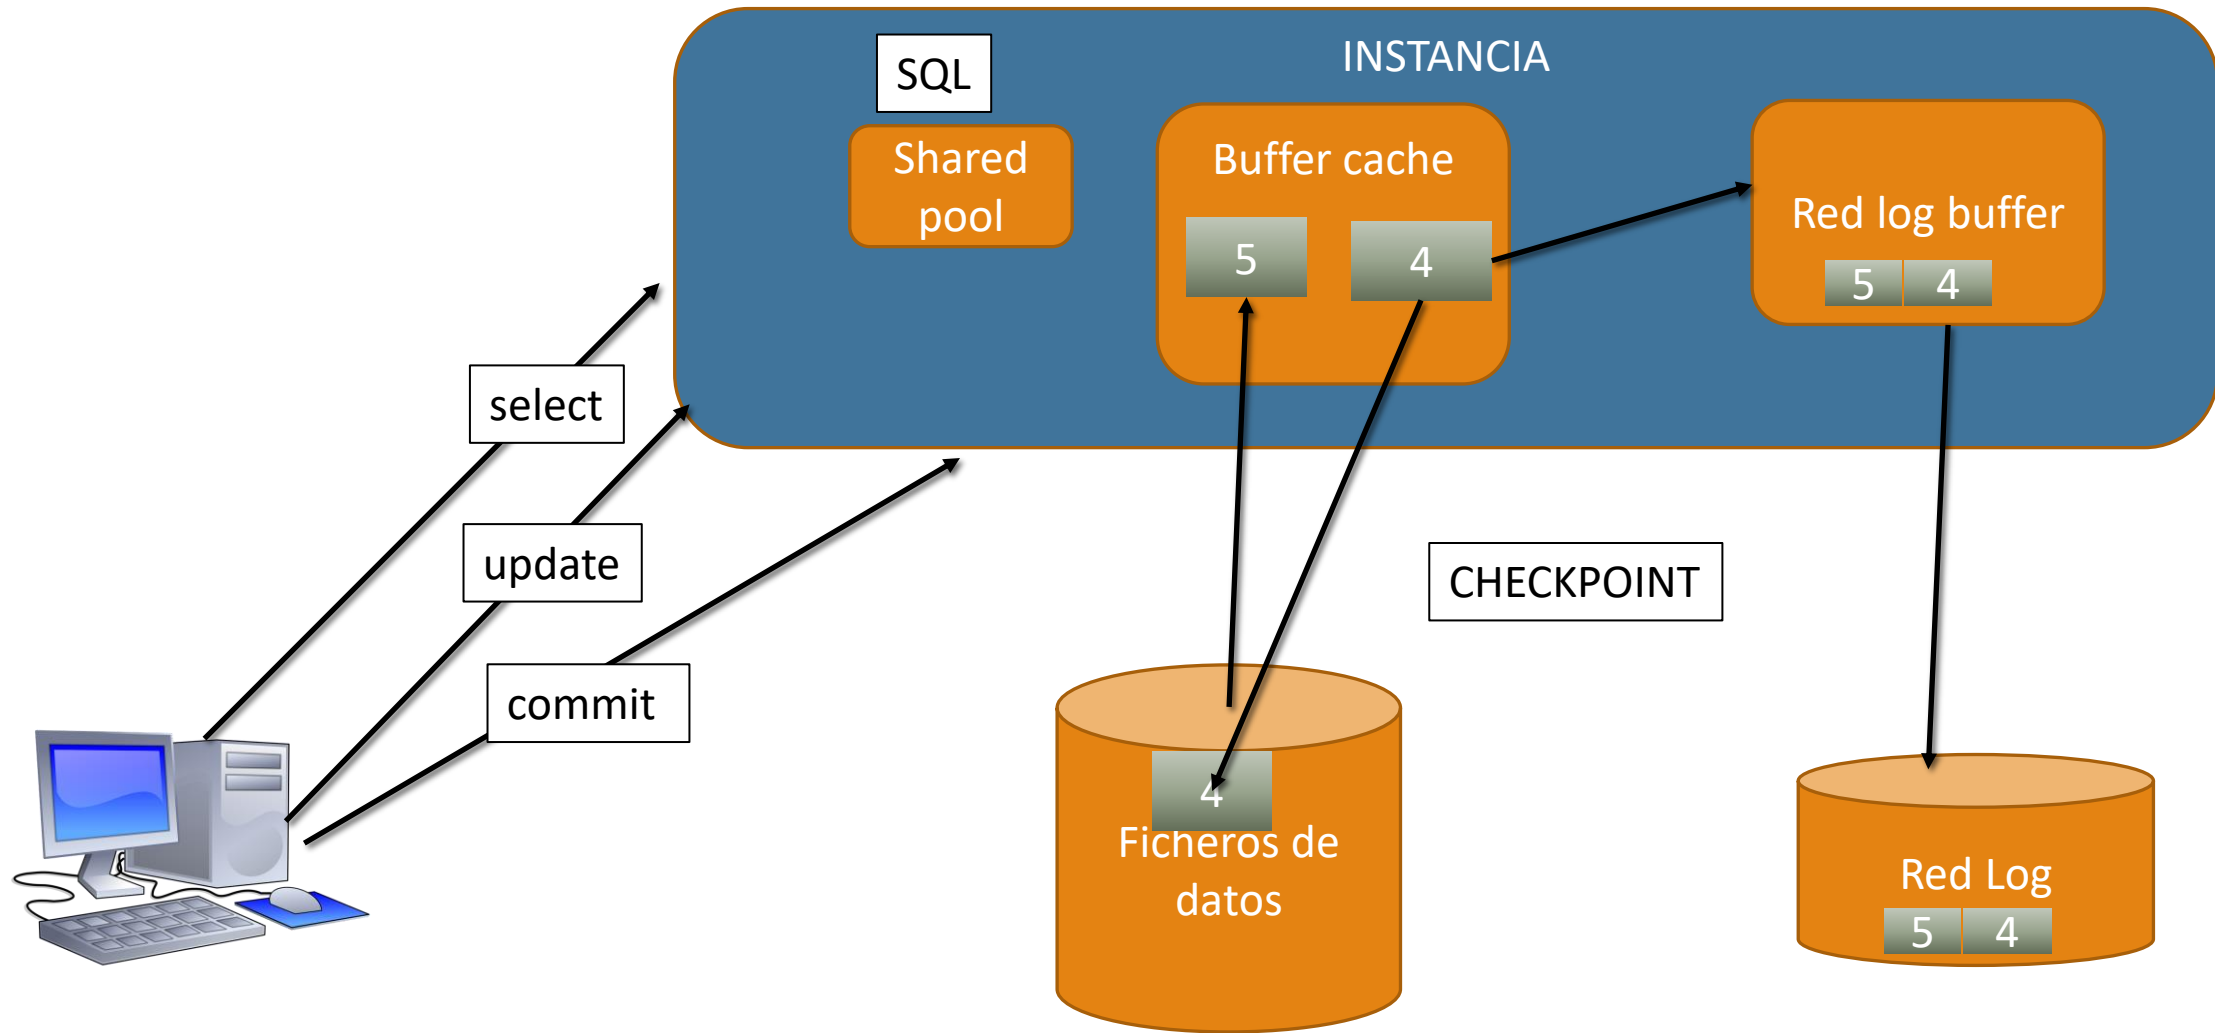 INSTANCIA
SQL
Shared
pool
Buffer cache
5
4
Red log buffer
5 4
select
update
commit
CHECKPOINT
4
Ficheros de
datos
Red Log
5 4